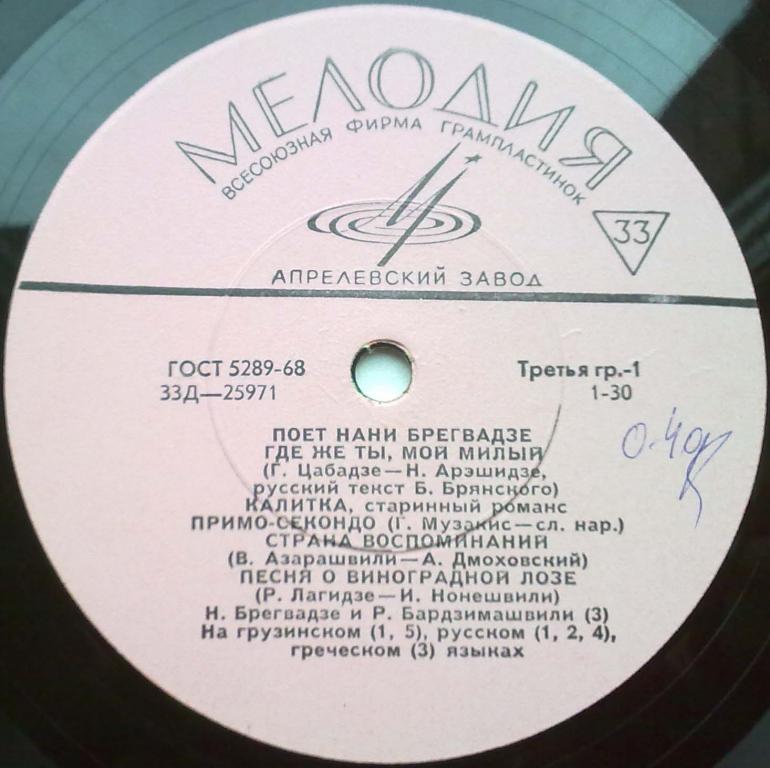 МЕЛОДИЯ
ВСЕСОЮЗНАЯ ФИРМА ГРАМПЛАСТИНОК
33
АПРЕЛЕВСКИЙ ЗАВОД
ГОСТ 5289-68 Третья гр.-1
33Д—25971 1-30
ПОЕТ НАНИ БРЕГВАДЗЕ
ГДЕ ЖЕ ТЫ, МОЙ МИЛЫЙ
(Г. Цабадзе—Н. Арэшидзе,
русский текст Б. Брянского)
КАЛИТКА, старинный романс
ПРИМО-СЕКОНДО (Г. Музакис—сл. нар.)
СТРАНА ВОСПОМИНАНИЙ
(В. Азарашвили—А. Дмоховский)
ПЕСНЯ О ВИНОГРАДНОЙ ЛОЗЕ
(Р. Лагидзе—И. Нонешвили)
Н. Брегвадзе и Р. Бардзимашвили (3)
На грузинском (1, 5), русском (1, 2, 4),
греческом (3) языках